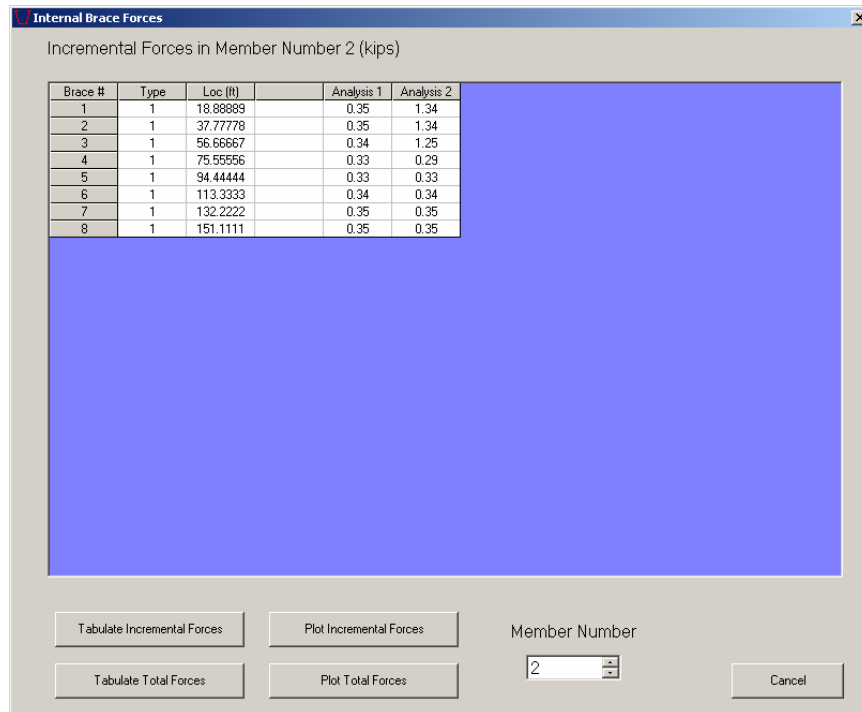 Internal Brace Forces
Incremental Forces in Member Number 2 (kips)
Brace # Type Loc (ft) Analysis 1 Analysis 2
1 1 18.88889 0.35 1.34
2 1 37.77778 0.35 1.34
3 1 56.66667 0.34 1.25
4 1 75.55556 0.33 0.29
5 1 94.44444 0.33 0.33
6 1 113.3333 0.34 0.34
7 1 132.2222 0.35 0.35
8 1 151.1111 0.35 0.35
Tabulate Incremental Forces Plot Incremental Forces Member Number
2
Tabulate Total Forces Plot Total Forces Cancel